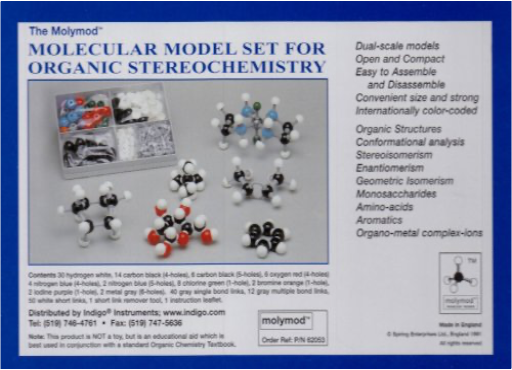 The Molymod™
MOLECULAR MODEL SET FOR
ORGANIC STEREOCHEMISTRY
Dual-scale models
Open and Compact
Easy to Assemble
and Disassemble
Convenient size and strong
Internationally color-coded
Organic Structures
Conformational analysis
Stereoisomerism
Enantiomerism
Geometric Isomerism
Monosaccharides
Amino-acids
Aromatics
Organo-metal complex-ions
Contents 30 hydrogen white, 14 carbon black (4-holes), 8 carbon black (5-holes), 6 oxygen red (4-holes)
4 nitrogen blue (4-holes), 2 nitrogen blue (5-holes), 8 chlorine green (1-hole), 2 bromine orange (1-hole),
2 iodine purple (1-hole), 2 metal gray (6-holes). 40 gray single bond links, 12 gray multiple bond links,
50 white short links, 1 short link remover tool, 1 instruction leaflet.
Distributed by Indigo® Instruments; www.indigo.com
Tel: (519) 746-4761 • Fax: (519) 747-5636
Note: This product is NOT a toy, but is an educational aid which is
best used in conjunction with a standard Organic Chemistry Textbook.
molymod™
Order Ref: P/N 62053
TM
molymod
Made in England
© Spiring Enterprises Ltd., England 1991
All rights reserved